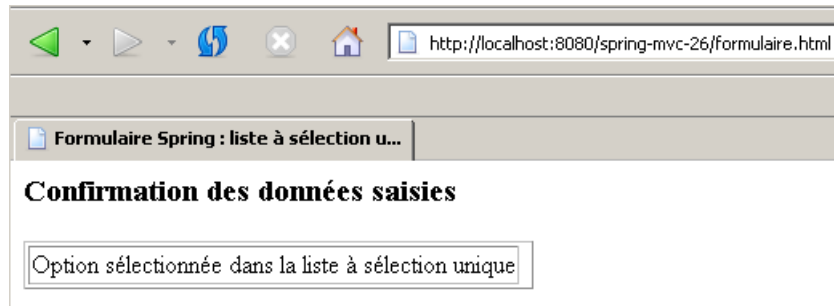 http://localhost:8080/spring-mvc-26/formulaire.html
Formulaire Spring : liste à sélection u...
Confirmation des données saisies
Option sélectionnée dans la liste à sélection unique